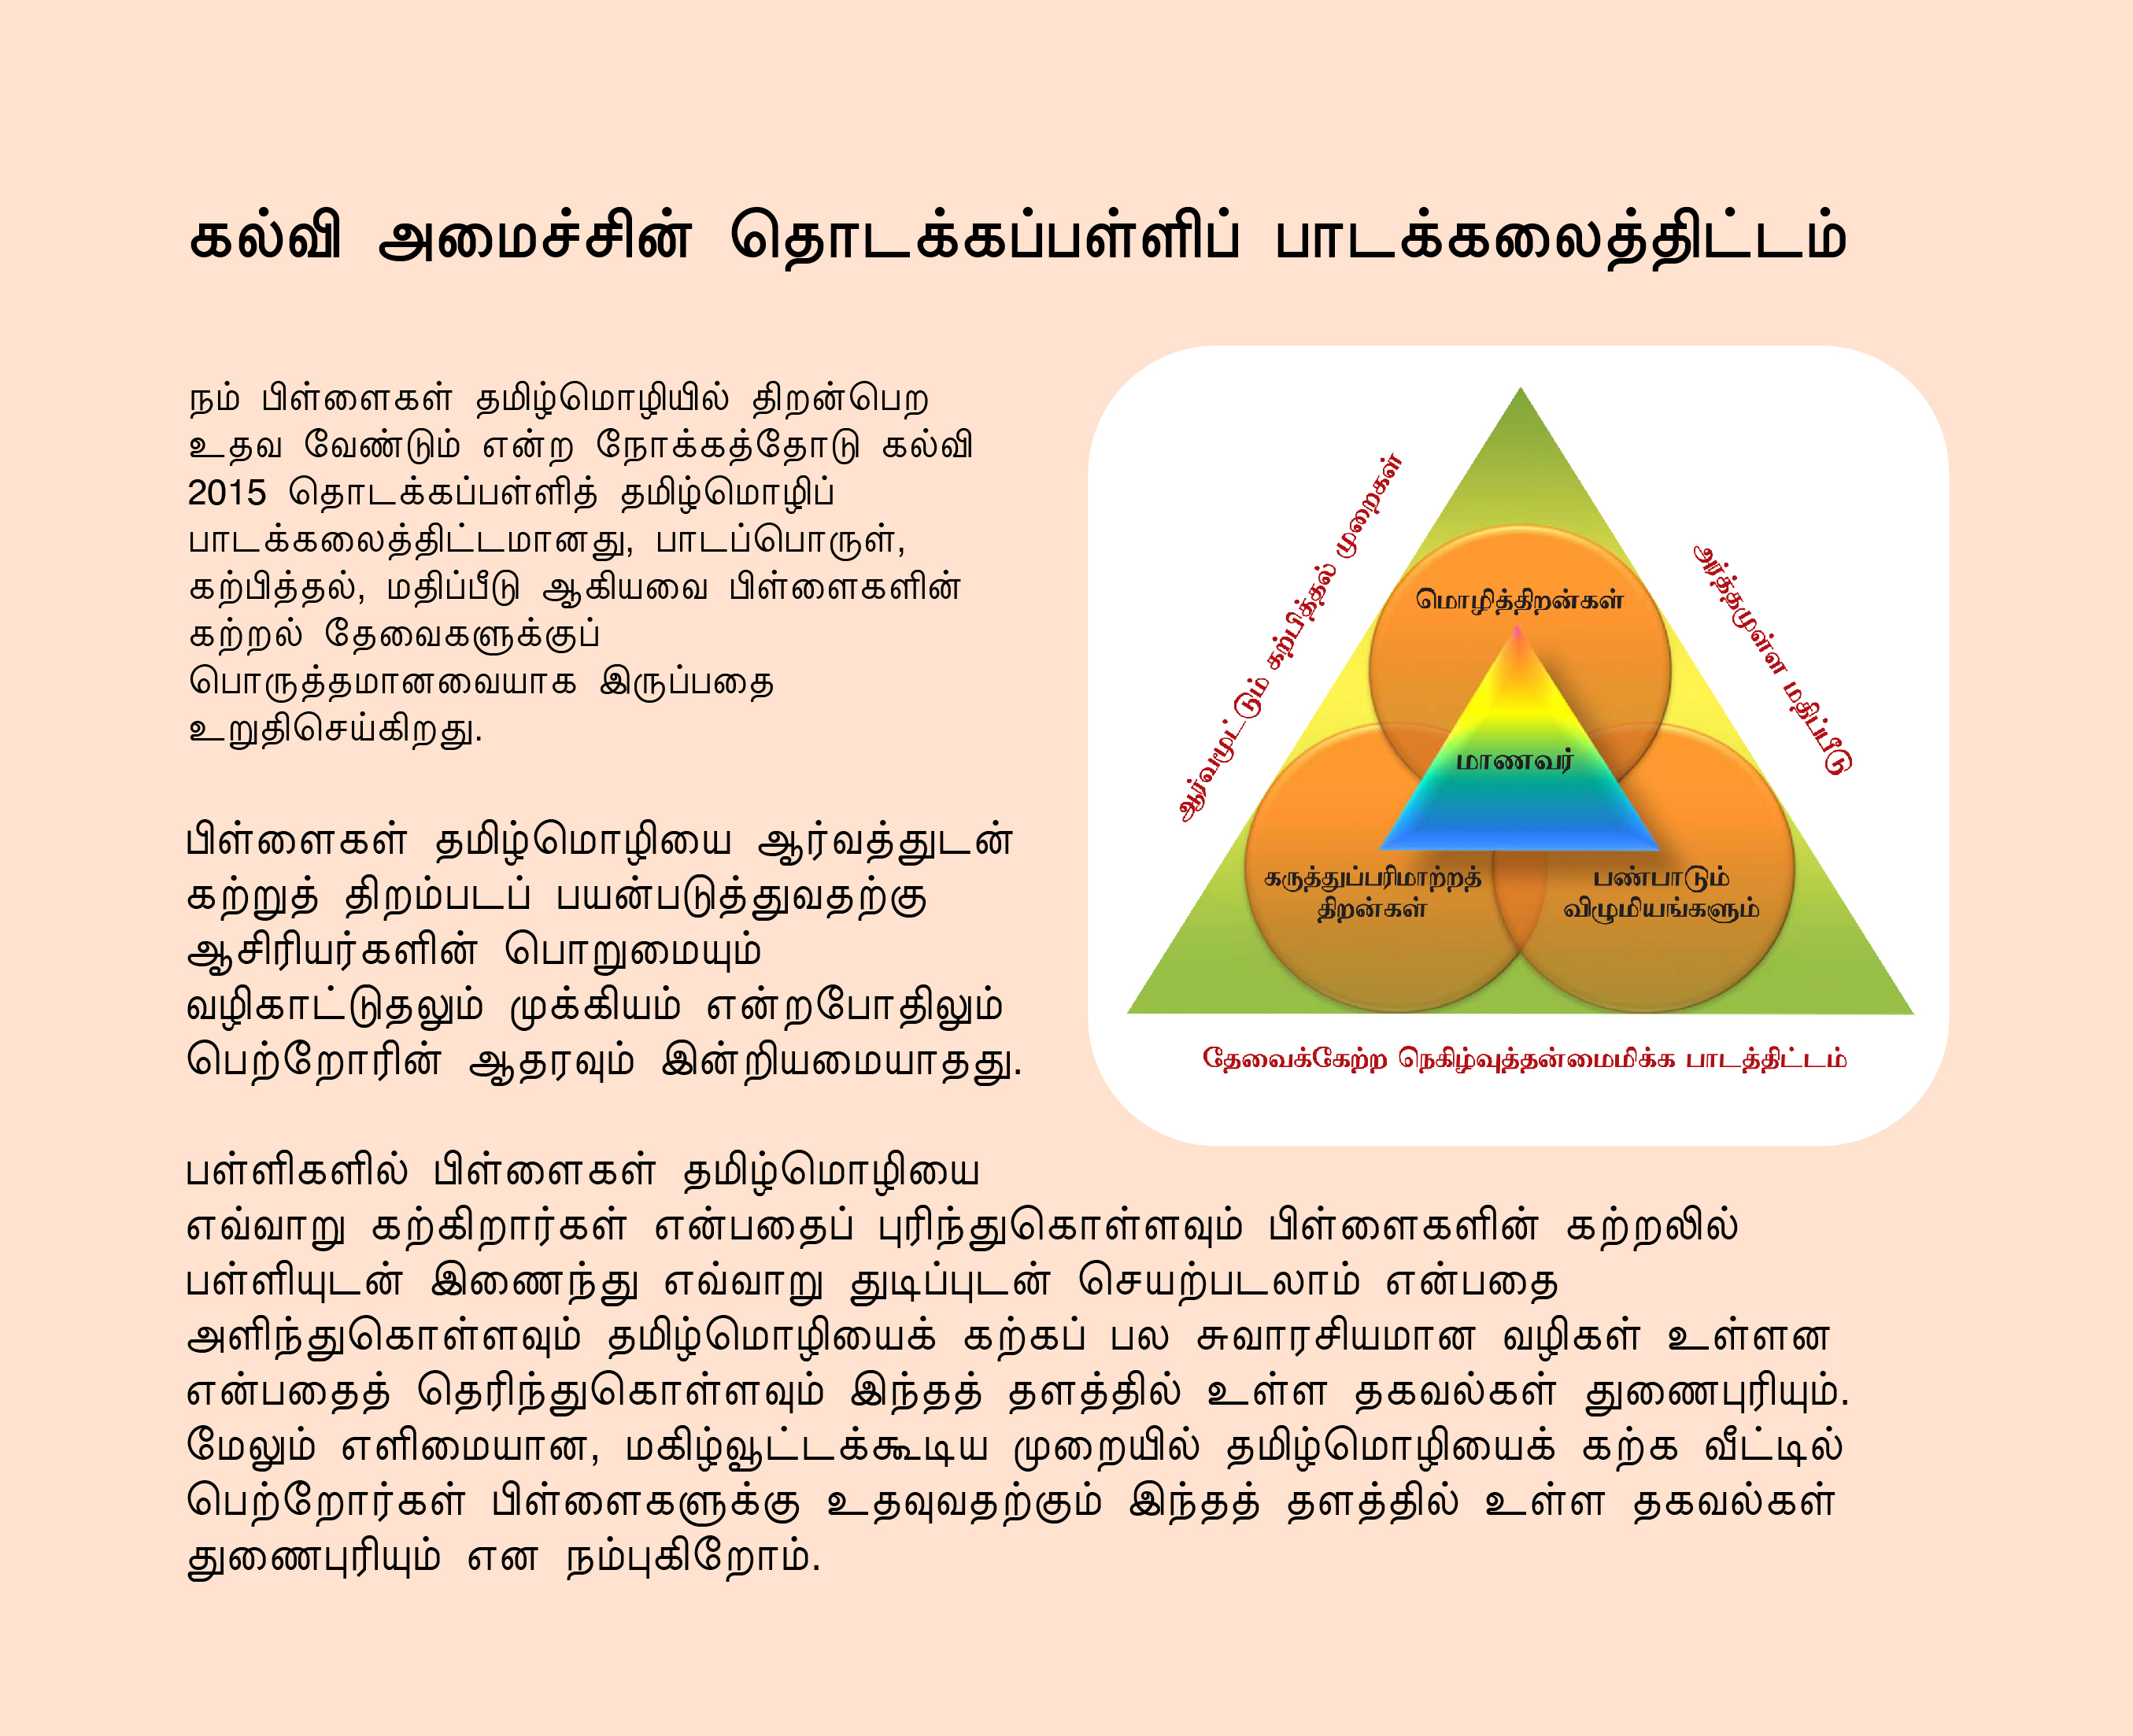 கல்வி அமைச்சின் தொடக்கப்பள்ளிப் பாடக்கலைத்திட்டம்
நம் பிள்ளைகள் தமிழ்மொழியில் திறன்பெற
உதவ வேண்டும் என்ற நோக்கத்தோடு கல்வி
2015 தொடக்கப்பள்ளித் தமிழ்மொழிப்
பாடக்கலைத்திட்டமானது, பாடப்பொருள்,
கற்பித்தல், மதிப்பீடு ஆகியவை பிள்ளைகளின்
கற்றல் தேவைகளுக்குப்
பொருத்தமானவையாக இருப்பதை
உறுதிசெய்கிறது.
பிள்ளைகள் தமிழ்மொழியை ஆர்வத்துடன்
கற்றுத் திறம்படப் பயன்படுத்துவதற்கு
ஆசிரியர்களின் பொறுமையும்
வழிகாட்டுதலும் முக்கியம் என்றபோதிலும்
பெற்றோரின் ஆதரவும் இன்றியமையாதது.
பள்ளிகளில் பிள்ளைகள் தமிழ்மொழியை
எவ்வாறு கற்கிறார்கள் என்பதைப் புரிந்துகொள்ளவும் பிள்ளைகளின் கற்றலில்
பள்ளியுடன் இணைந்து எவ்வாறு துடிப்புடன் செயற்படலாம் என்பதை
அளிந்துகொள்ளவும் தமிழ்மொழியைக் கற்கப் பல சுவாரசியமான வழிகள் உள்ளன
என்பதைத் தெரிந்துகொள்ளவும் இந்தத் தளத்தில் உள்ள தகவல்கள் துணைபுரியும்.
மேலும் எளிமையான, மகிழ்வூட்டக்கூடிய முறையில் தமிழ்மொழியைக் கற்க வீட்டில்
பெற்றோர்கள் பிள்ளைகளுக்கு உதவுவதற்கும் இந்தத் தளத்தில் உள்ள தகவல்கள்
துணைபுரியும் என நம்புகிறோம்.
ஆர்வமூட்டும் கற்பித்தல் முறைகள்
அர்த்தமுள்ள மதிப்பீடு
மொழித்திறன்கள்
மாணவர்
கருத்துப்பரிமாற்றத்
திறன்கள்
பண்பாடும்
விழுமியங்களும்
தேவைக்கேற்ற நெகிழ்வுத்தன்மைமிக்க பாடத்திட்டம்